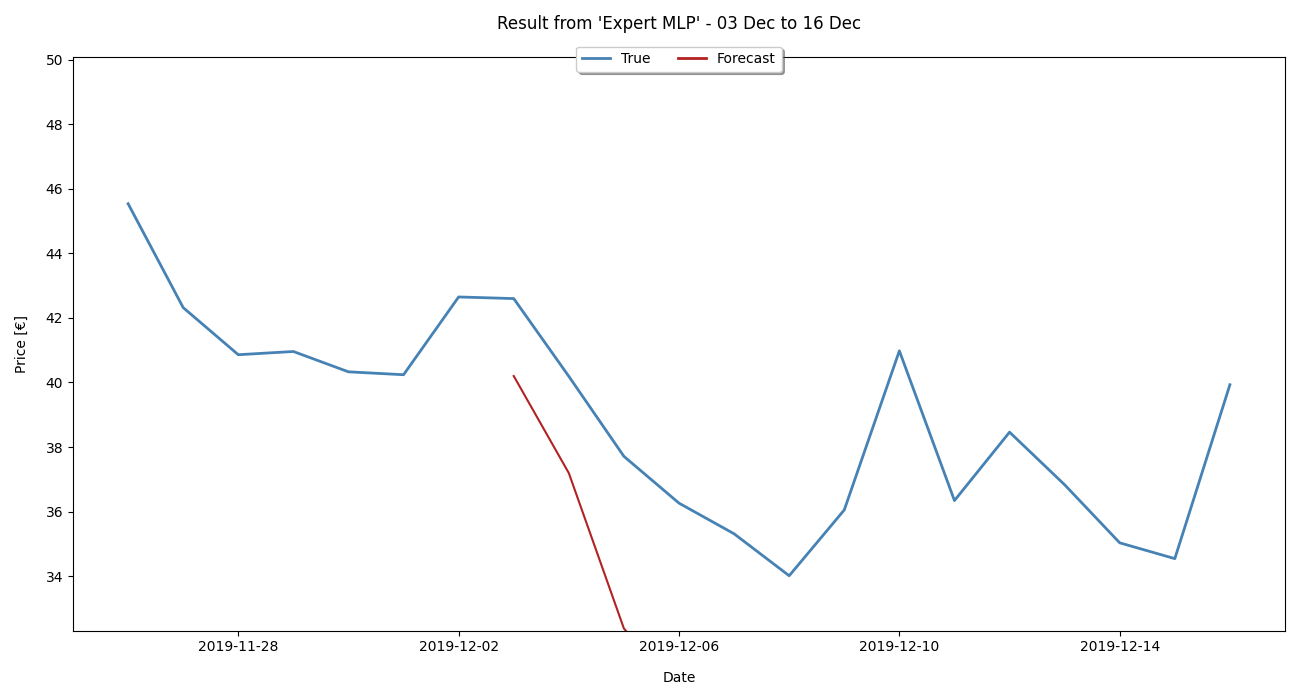 Result from 'Expert MLP' - 03 Dec to 16 Dec
True Forecast
50
48
46
44
42
40
38
36
34
Price [€]
2019-11-28 2019-12-02 2019-12-06 2019-12-10 2019-12-14
Date